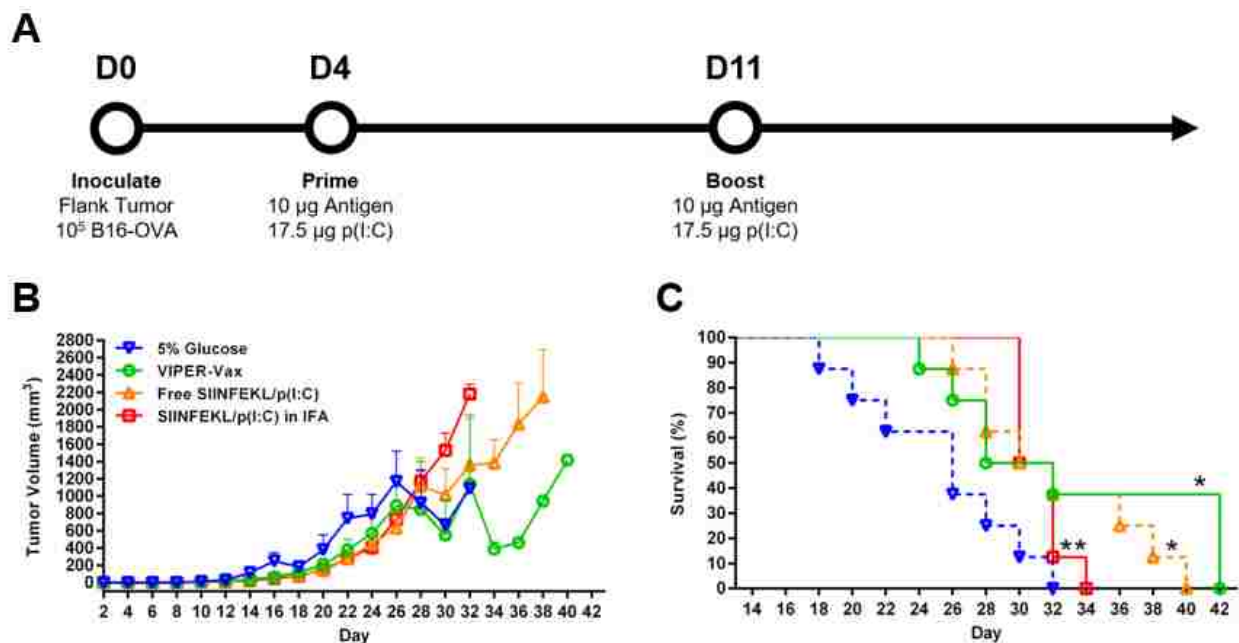 A
D0 D4 D11
Inoculate Prime Boost
Flank Tumor 10 µg Antigen 10 µg Antigen
10⁵ B16-OVA 17.5 µg p(I:C) 17.5 µg p(I:C)
B
2800
2600
2400
2200
2000
1800
1600
1400
1200
1000
800
600
400
200
0
Tumor Volume (mm³)
5% Glucose
VIPER-Vax
Free SIINFEKL/p(I:C)
SIINFEKL/p(I:C) in IFA
2 4 6 8 10 12 14 16 18 20 22 24 26 28 30 32 34 36 38 40 42
Day
C
100
90
80
70
60
50
40
30
20
10
0
Survival (%)
*
**
*
14 16 18 20 22 24 26 28 30 32 34 36 38 40 42
Day